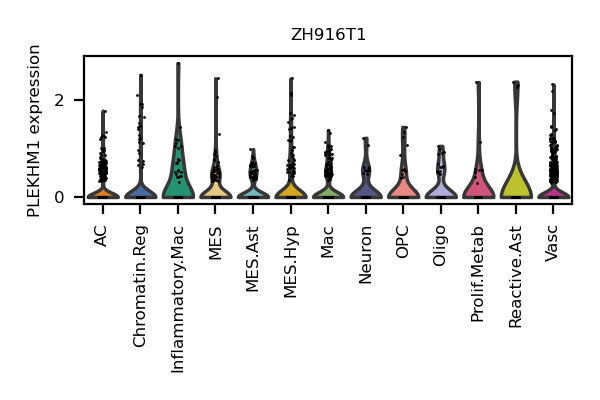 ZH916T1
PLEKHM1 expression
2
0
AC
Chromatin.Reg
Inflammatory.Mac
MES
MES.Ast
MES.Hyp
Mac
Neuron
OPC
Oligo
Prolif.Metab
Reactive.Ast
Vasc